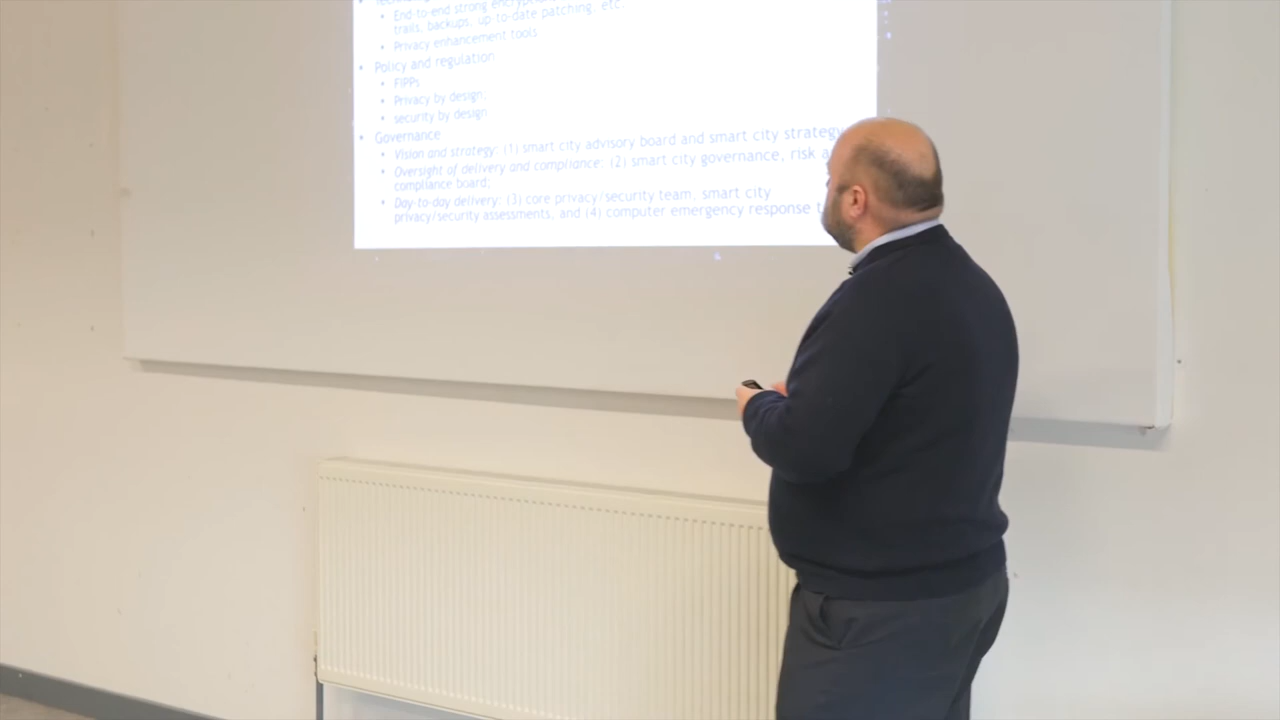 End-to-end strong
trails, backups, up-to-date patching, etc.
Privacy enhancement tools
Policy and regulation
FIPPs
Privacy by design,
security by design
Governance
Vision and strategy: (1) smart city advisory board and smart city strategy
Oversight of delivery and compliance: (2) smart city governance, risk
compliance board;
Day-to-day delivery: (3) core privacy/security team, smart city
privacy/security assessments, and (4) computer emergency response